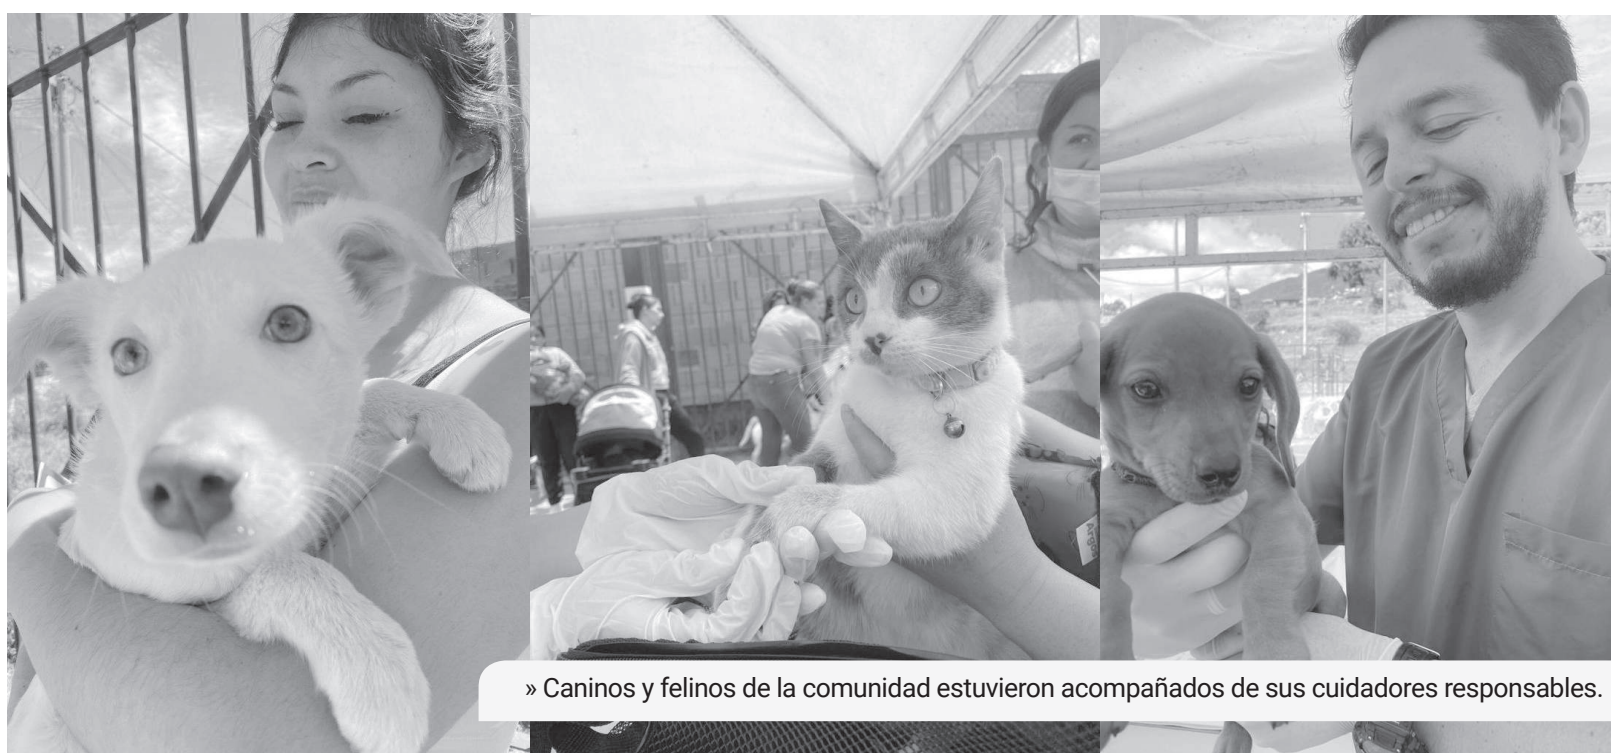 » Caninos y felinos de la comunidad estuvieron acompañados de sus cuidadores responsables.